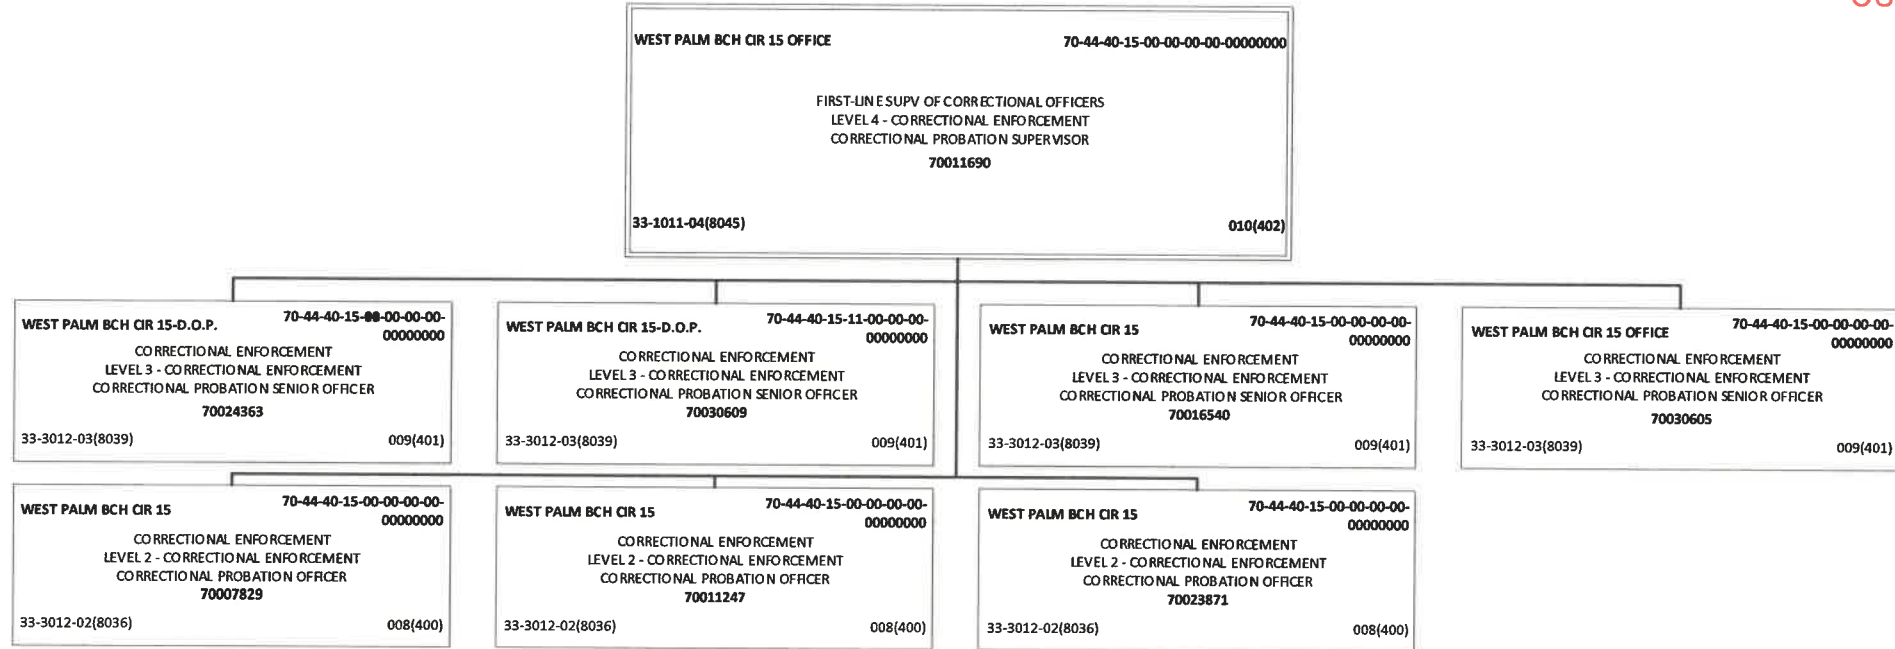 WEST PALM BCH CIR 15 OFFICE 70-44-40-15-00-00-00-00-00000000
FIRST-LINE SUPV OF CORRECTIONAL OFFICERS
LEVEL 4 - CORRECTIONAL ENFORCEMENT
CORRECTIONAL PROBATION SUPERVISOR
70011690
33-1011-04(8045) 010(402)
WEST PALM BCH CIR 15-D.O.P. 70-44-40-15-00-00-00-00-
00000000
CORRECTIONAL ENFORCEMENT
LEVEL 3 - CORRECTIONAL ENFORCEMENT
CORRECTIONAL PROBATION SENIOR OFFICER
70024363
33-3012-03(8039) 009(401)
WEST PALM BCH CIR 15-D.O.P. 70-44-40-15-11-00-00-00-
00000000
CORRECTIONAL ENFORCEMENT
LEVEL 3 - CORRECTIONAL ENFORCEMENT
CORRECTIONAL PROBATION SENIOR OFFICER
70030609
33-3012-03(8039) 009(401)
WEST PALM BCH CIR 15 70-44-40-15-00-00-00-00-
00000000
CORRECTIONAL ENFORCEMENT
LEVEL 3 - CORRECTIONAL ENFORCEMENT
CORRECTIONAL PROBATION SENIOR OFFICER
70016540
33-3012-03(8039) 009(401)
WEST PALM BCH CIR 15 OFFICE 70-44-40-15-00-00-00-00-
00000000
CORRECTIONAL ENFORCEMENT
LEVEL 3 - CORRECTIONAL ENFORCEMENT
CORRECTIONAL PROBATION SENIOR OFFICER
70030605
33-3012-03(8039) 009(401)
WEST PALM BCH CIR 15 70-44-40-15-00-00-00-00-
00000000
CORRECTIONAL ENFORCEMENT
LEVEL 2 - CORRECTIONAL ENFORCEMENT
CORRECTIONAL PROBATION OFFICER
70007829
33-3012-02(8036) 008(400)
WEST PALM BCH CIR 15 70-44-40-15-00-00-00-00-
00000000
CORRECTIONAL ENFORCEMENT
LEVEL 2 - CORRECTIONAL ENFORCEMENT
CORRECTIONAL PROBATION OFFICER
70011247
33-3012-02(8036) 008(400)
WEST PALM BCH CIR 15 70-44-40-15-00-00-00-00-
00000000
CORRECTIONAL ENFORCEMENT
LEVEL 2 - CORRECTIONAL ENFORCEMENT
CORRECTIONAL PROBATION OFFICER
70023871
33-3012-02(8036) 008(400)